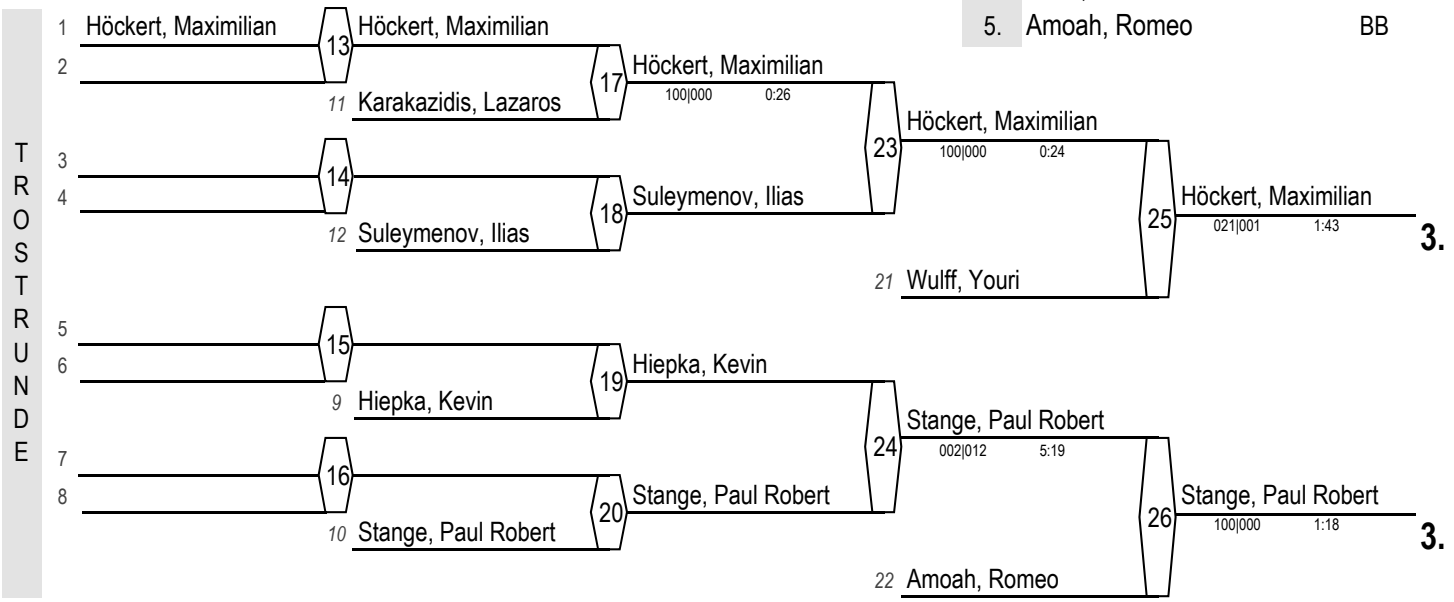 5. Amoah, Romeo BB
TROSTRUNDE
1 Höckert, Maximilian
2
13 Höckert, Maximilian
11 Karakazidis, Lazaros
17 Höckert, Maximilian
100|000 0:26
3
4
14
12 Suleymenov, Ilias
18 Suleymenov, Ilias
23 Höckert, Maximilian
100|000 0:24
21 Wulff, Youri
25 Höckert, Maximilian
021|001 1:43
3.
5
6
15
9 Hiepka, Kevin
19 Hiepka, Kevin
7
8
16
10 Stange, Paul Robert
20 Stange, Paul Robert
24 Stange, Paul Robert
002|012 5:19
22 Amoah, Romeo
26 Stange, Paul Robert
100|000 1:18
3.